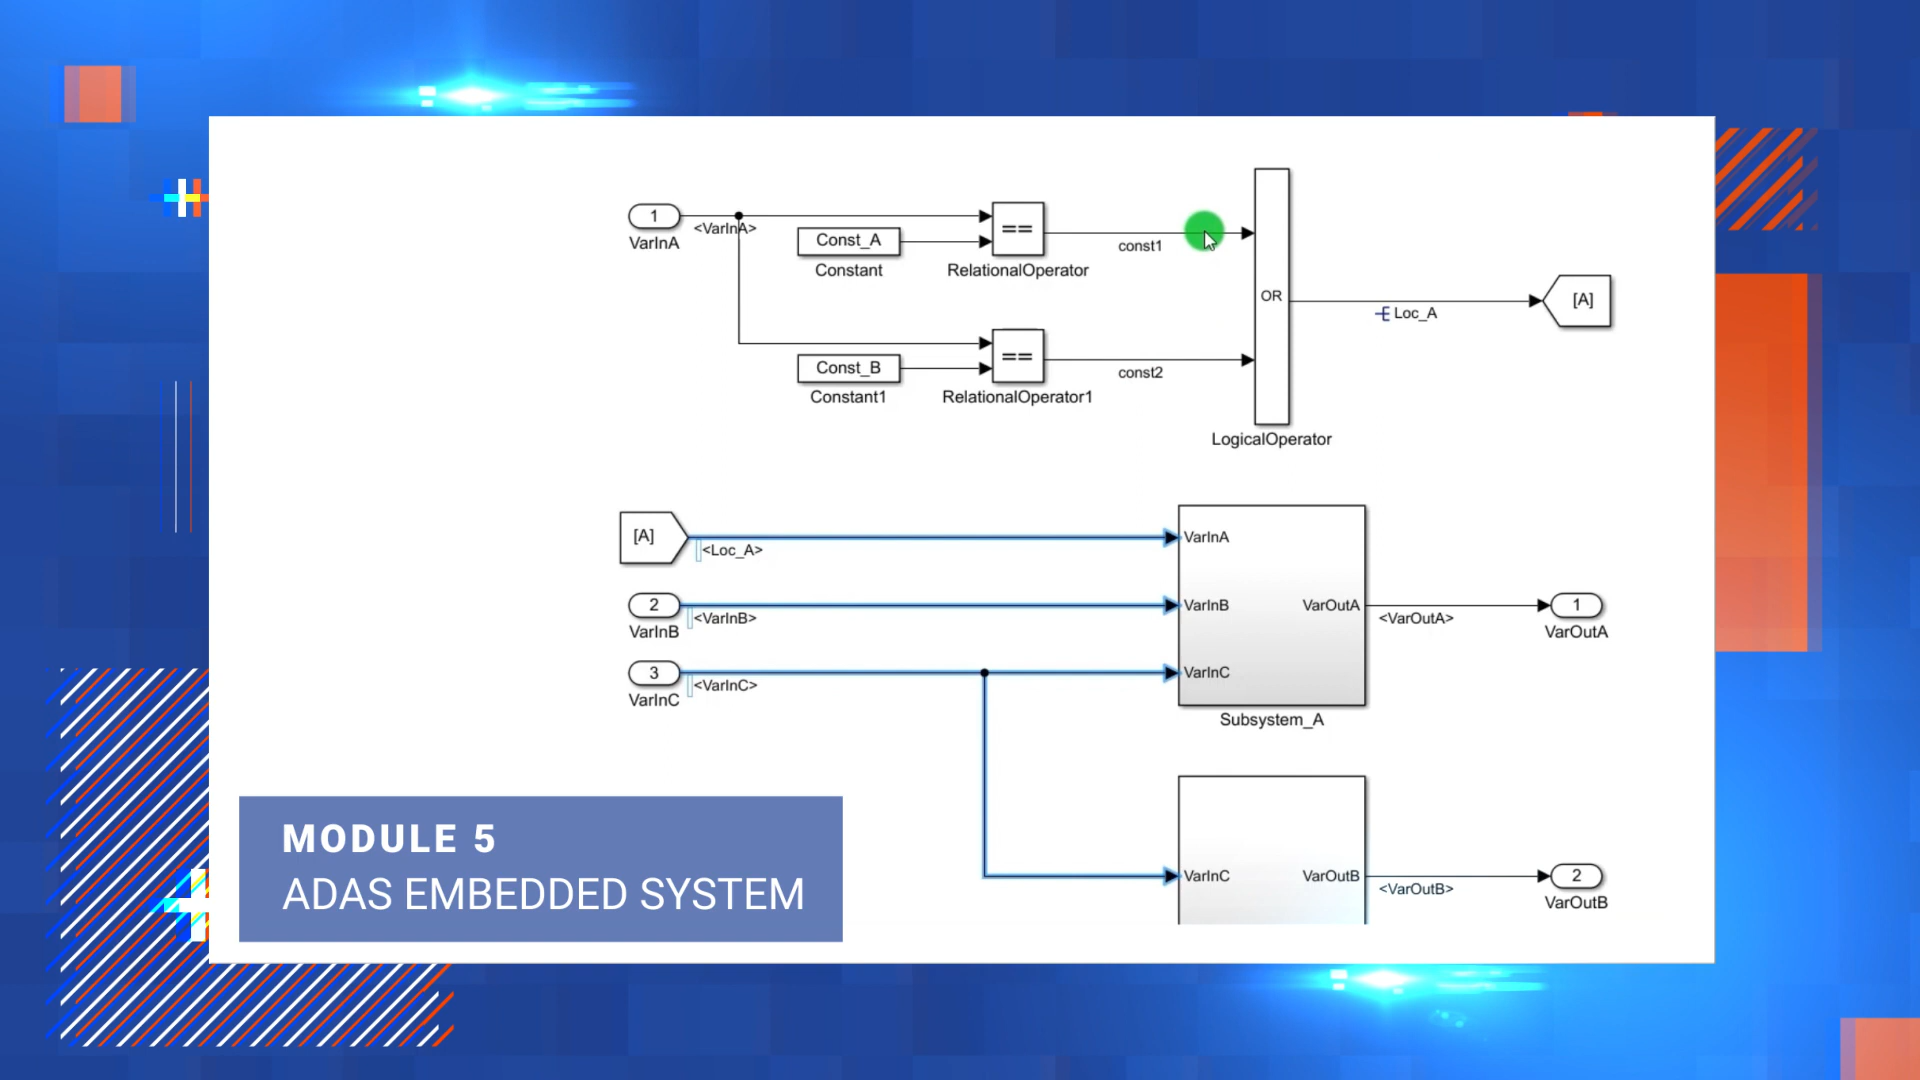 1
VarInA
<VarInA>
Const_A
Constant
==
RelationalOperator
const1
OR
Loc_A
[A]
Const_B
Constant1
==
RelationalOperator1
const2
LogicalOperator
[A]
<Loc_A>
VarInA
2
VarInB
<VarInB>
VarInB
VarOutA
<VarOutA>
1
VarOutA
3
VarInC
<VarInC>
VarInC
Subsystem_A
VarInC
VarOutB
<VarOutB>
2
VarOutB
MODULE 5
ADAS EMBEDDED SYSTEM